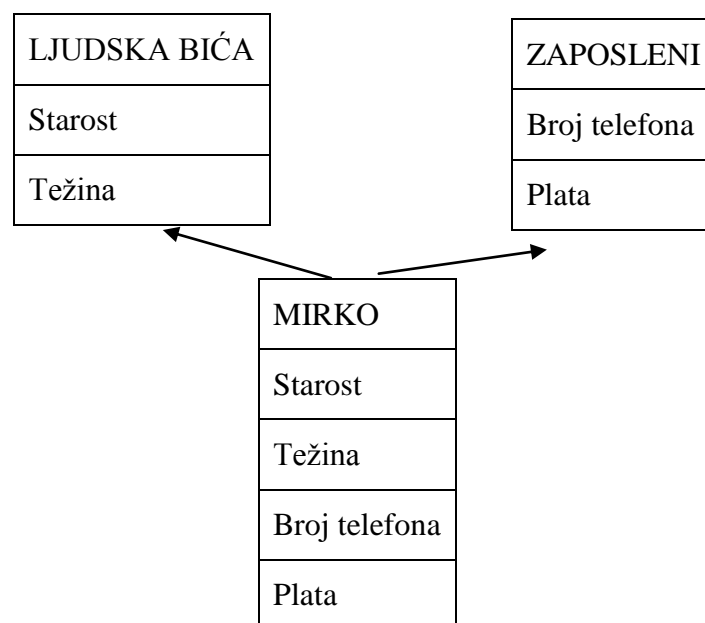 LJUDSKA BIĆA
Starost
Težina
ZAPOSLENI
Broj telefona
Plata
MIRKO
Starost
Težina
Broj telefona
Plata